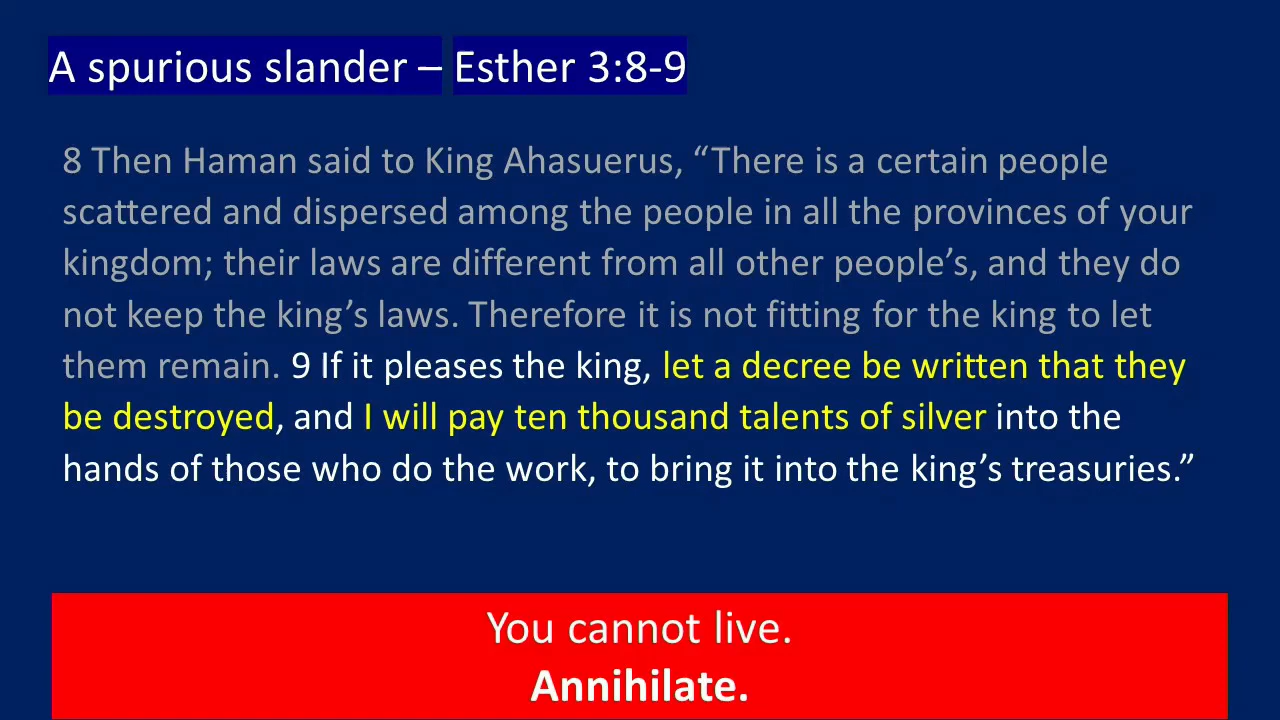 A spurious slander – Esther 3:8-9
8 Then Haman said to King Ahasuerus, “There is a certain people
scattered and dispersed among the people in all the provinces of your
kingdom; their laws are different from all other people’s, and they do
not keep the king’s laws. Therefore it is not fitting for the king to let
them remain. 9 If it pleases the king, let a decree be written that they
be destroyed, and I will pay ten thousand talents of silver into the
hands of those who do the work, to bring it into the king’s treasuries.”
You cannot live.
Annihilate.